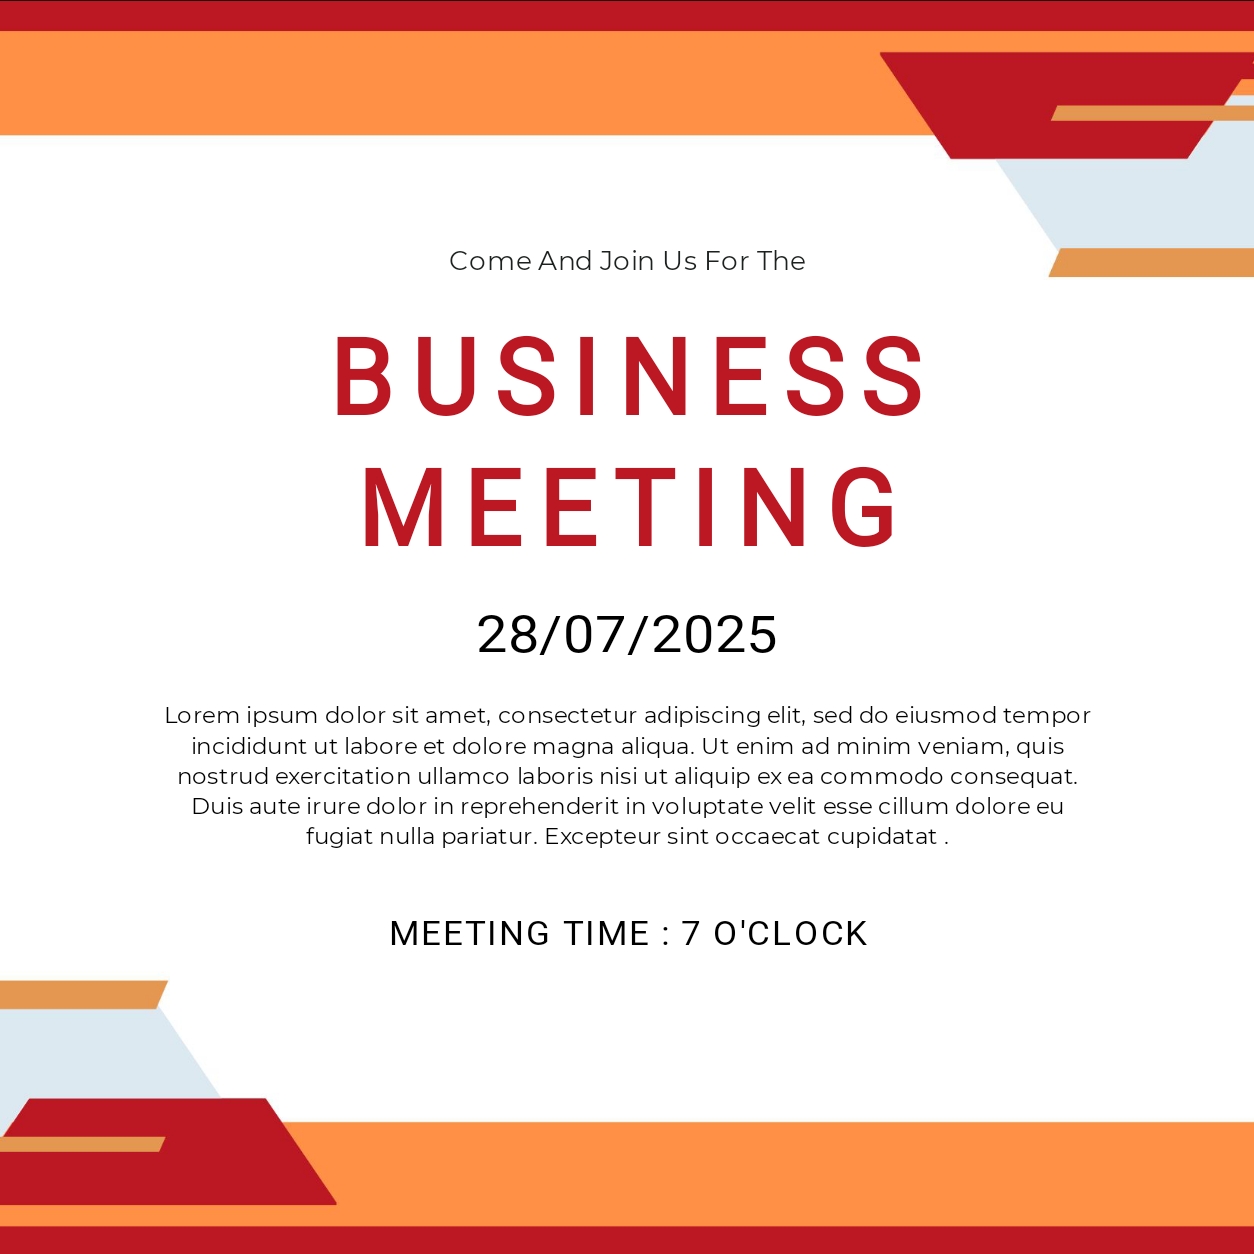 Come And Join Us For The
BUSINESS
MEETING
28/07/2025
Lorem ipsum dolor sit amet, consectetur adipiscing elit, sed do eiusmod tempor
incididunt ut labore et dolore magna aliqua. Ut enim ad minim veniam, quis
nostrud exercitation ullamco laboris nisi ut aliquip ex ea commodo consequat.
Duis aute irure dolor in reprehenderit in voluptate velit esse cillum dolore eu
fugiat nulla pariatur. Excepteur sint occaecat cupidatat .
MEETING TIME : 7 O'CLOCK